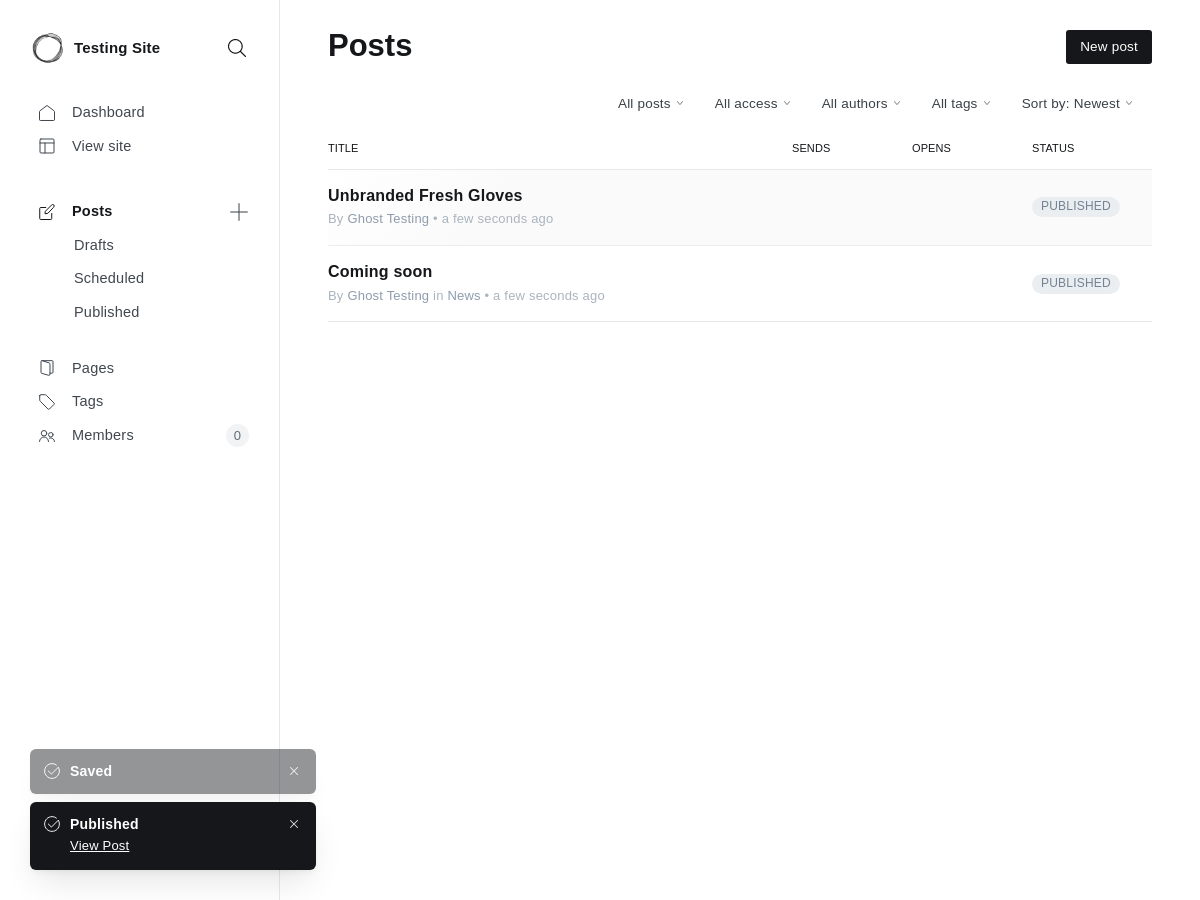 Testing Site
Dashboard
View site
Posts
Drafts
Scheduled
Published
Pages
Tags
Members 0
Posts
New post
All posts All access All authors All tags Sort by: Newest
TITLE SENDS OPENS STATUS
Unbranded Fresh Gloves
By Ghost Testing • a few seconds ago
PUBLISHED
Coming soon
By Ghost Testing in News • a few seconds ago
PUBLISHED
Saved
Published
View Post